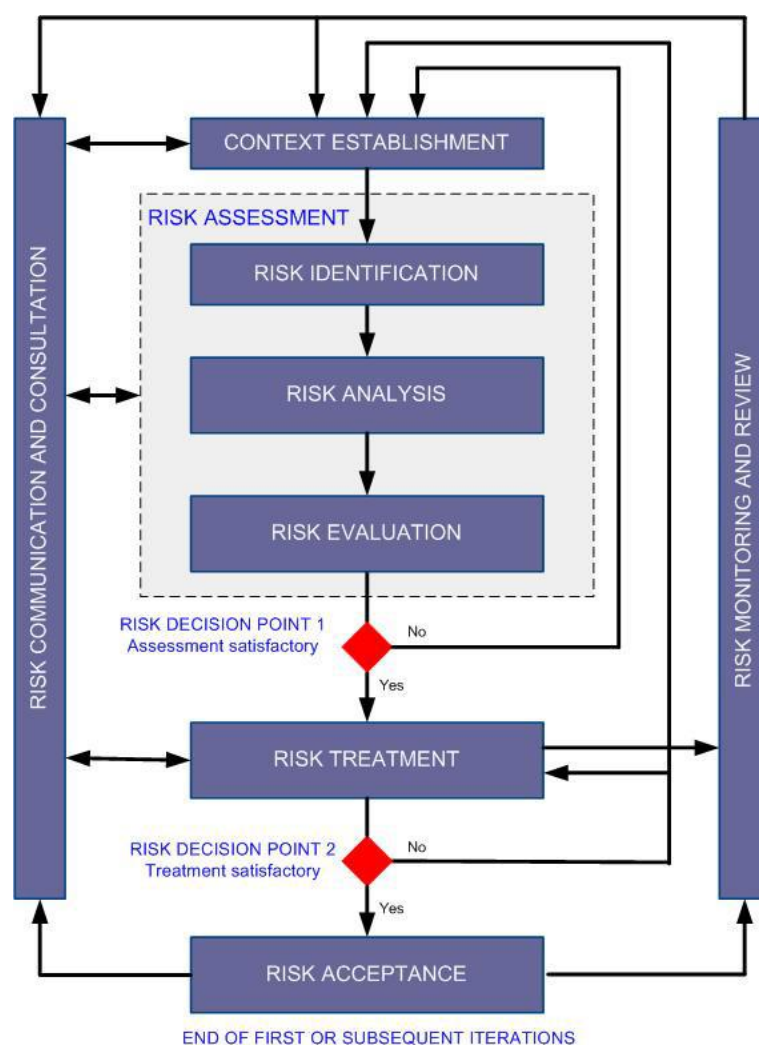 CONTEXT ESTABLISHMENT
RISK ASSESSMENT
RISK IDENTIFICATION
RISK ANALYSIS
RISK EVALUATION
RISK COMMUNICATION AND CONSULTATION
RISK MONITORING AND REVIEW
RISK DECISION POINT 1
Assessment satisfactory
No
Yes
RISK TREATMENT
RISK DECISION POINT 2
Treatment satisfactory
No
Yes
RISK ACCEPTANCE
END OF FIRST OR SUBSEQUENT ITERATIONS